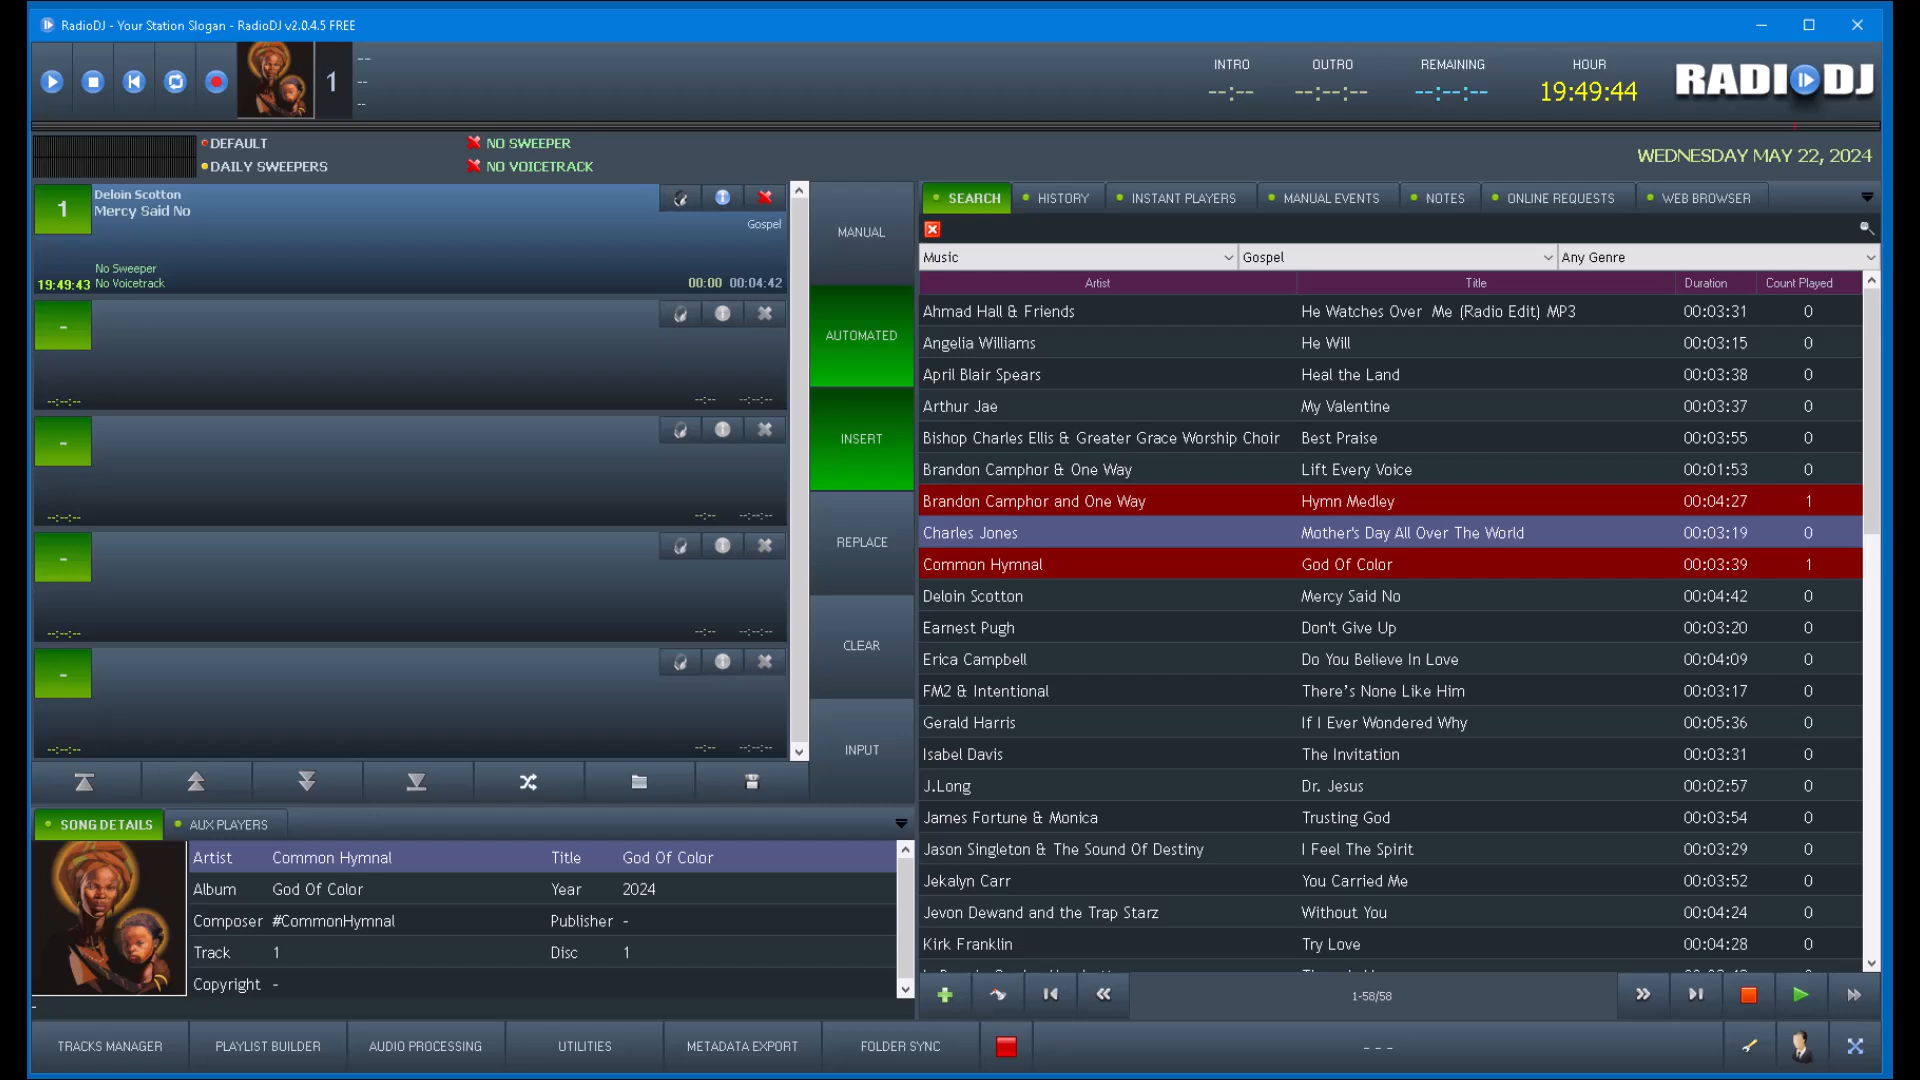 RadioDJ - Your Station Slogan - RadioDJ v2.0.4.5 FREE
1
--
--
--
INTRO
--:--
OUTRO
--:--:--
REMAINING
--:--:--
HOUR
19:49:44
RADIODJ
DEFAULT
DAILY SWEEPERS
NO SWEEPER
NO VOICETRACK
WEDNESDAY MAY 22, 2024
1
Deloin Scotton
Mercy Said No
Gospel
No Sweeper
19:49:43 No Voicetrack
00:00 00:04:42
-
--:--:-- --:-- --:--:--
-
--:--:-- --:-- --:--:--
-
--:--:-- --:-- --:--:--
-
--:--:-- --:-- --:--:--
MANUAL
AUTOMATED
INSERT
REPLACE
CLEAR
INPUT
SONG DETAILS AUX PLAYERS
Artist Common Hymnal Title God Of Color
Album God Of Color Year 2024
Composer #CommonHymnal Publisher -
Track 1 Disc 1
Copyright -
-
SEARCH HISTORY INSTANT PLAYERS MANUAL EVENTS NOTES ONLINE REQUESTS WEB BROWSER
Music Gospel Any Genre
Artist Title Duration Count Played
Ahmad Hall & Friends He Watches Over Me (Radio Edit) MP3 00:03:31 0
Angelia Williams He Will 00:03:15 0
April Blair Spears Heal the Land 00:03:38 0
Arthur Jae My Valentine 00:03:37 0
Bishop Charles Ellis & Greater Grace Worship Choir Best Praise 00:03:55 0
Brandon Camphor & One Way Lift Every Voice 00:01:53 0
Brandon Camphor and One Way Hymn Medley 00:04:27 1
Charles Jones Mother's Day All Over The World 00:03:19 0
Common Hymnal God Of Color 00:03:39 1
Deloin Scotton Mercy Said No 00:04:42 0
Earnest Pugh Don't Give Up 00:03:20 0
Erica Campbell Do You Believe In Love 00:04:09 0
FM2 & Intentional There’s None Like Him 00:03:17 0
Gerald Harris If I Ever Wondered Why 00:05:36 0
Isabel Davis The Invitation 00:03:31 0
J.Long Dr. Jesus 00:02:57 0
James Fortune & Monica Trusting God 00:03:54 0
Jason Singleton & The Sound Of Destiny I Feel The Spirit 00:03:29 0
Jekalyn Carr You Carried Me 00:03:52 0
Jevon Dewand and the Trap Starz Without You 00:04:24 0
Kirk Franklin Try Love 00:04:28 0
1-58/58
TRACKS MANAGER PLAYLIST BUILDER AUDIO PROCESSING UTILITIES METADATA EXPORT FOLDER SYNC
- - -